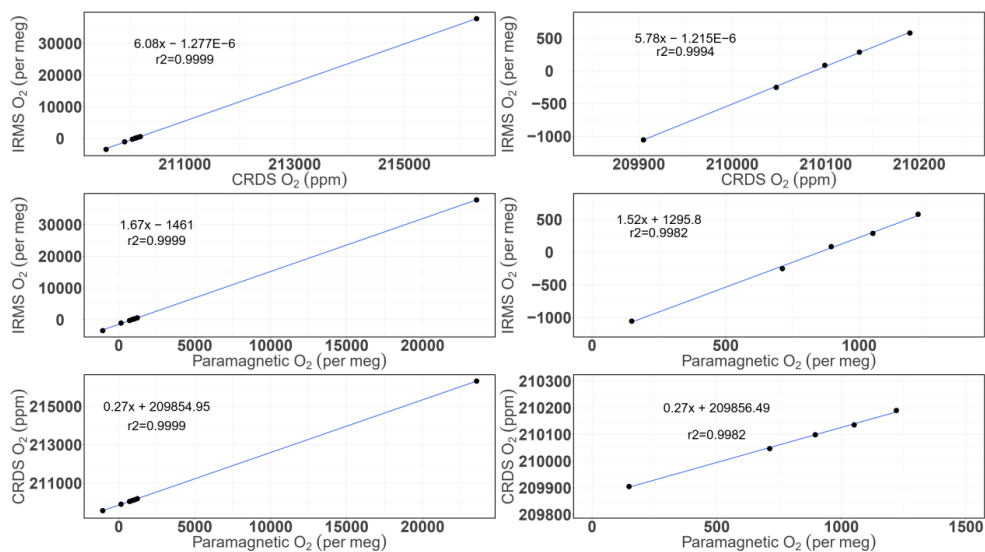 6.08x − 1.277E−6
r2=0.9999
30000
20000
10000
0
IRMS O2 (per meg)
211000 213000 215000
CRDS O2 (ppm)
5.78x − 1.215E−6
r2=0.9994
500
0
−500
−1000
IRMS O2 (per meg)
209900 210000 210100 210200
CRDS O2 (ppm)
1.67x − 1461
r2=0.9999
30000
20000
10000
0
IRMS O2 (per meg)
0 5000 10000 15000 20000
Paramagnetic O2 (per meg)
1.52x + 1295.8
r2=0.9982
500
0
−500
−1000
IRMS O2 (per meg)
0 500 1000
Paramagnetic O2 (per meg)
0.27x + 209854.95
r2=0.9999
215000
213000
211000
CRDS O2 (ppm)
0 5000 10000 15000 20000
Paramagnetic O2 (per meg)
0.27x + 209856.49
r2=0.9982
210300
210200
210100
210000
209900
209800
CRDS O2 (ppm)
0 500 1000 1500
Paramagnetic O2 (per meg)